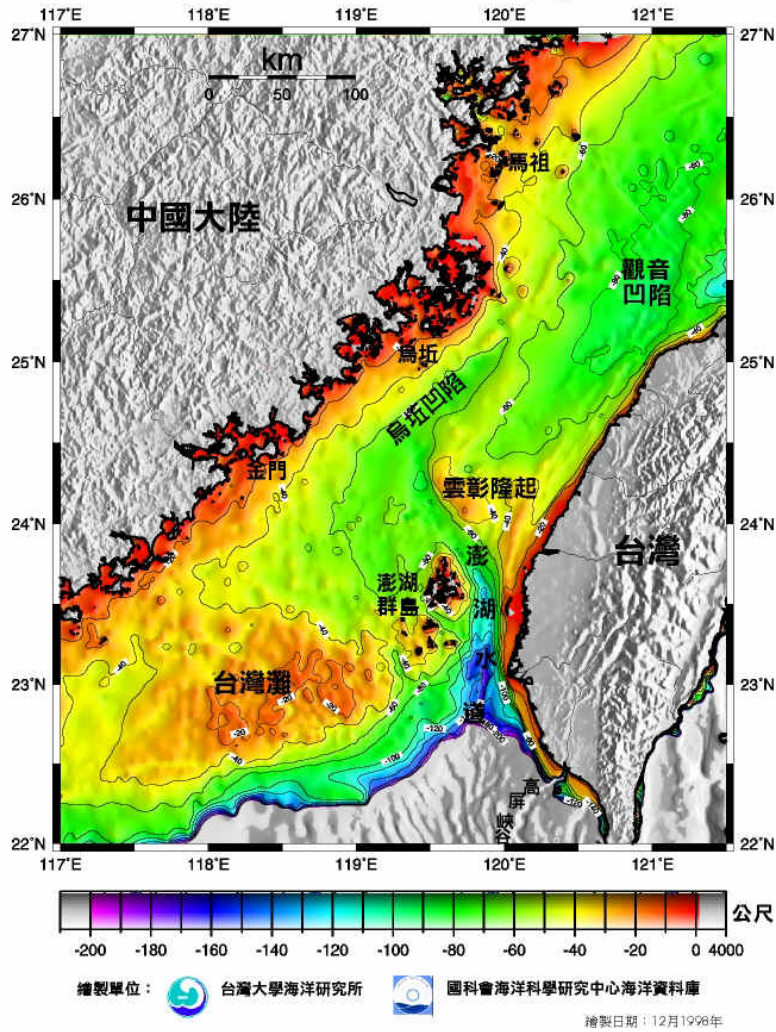 117°E 118°E 119°E 120°E 121°E
27°N 27°N
km
0 50 100
馬祖
26°N 26°N
中國大陸
觀音
凹陷
25°N 25°N
烏坵
烏坵凹陷
金門
雲彰隆起
24°N 24°N
台灣
澎湖水道
澎湖
群島
台灣灘
23°N 23°N
高屏峽谷
22°N 22°N
117°E 118°E 119°E 120°E 121°E
-200 -180 -160 -140 -120 -100 -80 -60 -40 -20 0 4000 公尺
繪製單位： 台灣大學海洋研究所 國科會海洋科學研究中心海洋資料庫
繪製日期：12月1998年